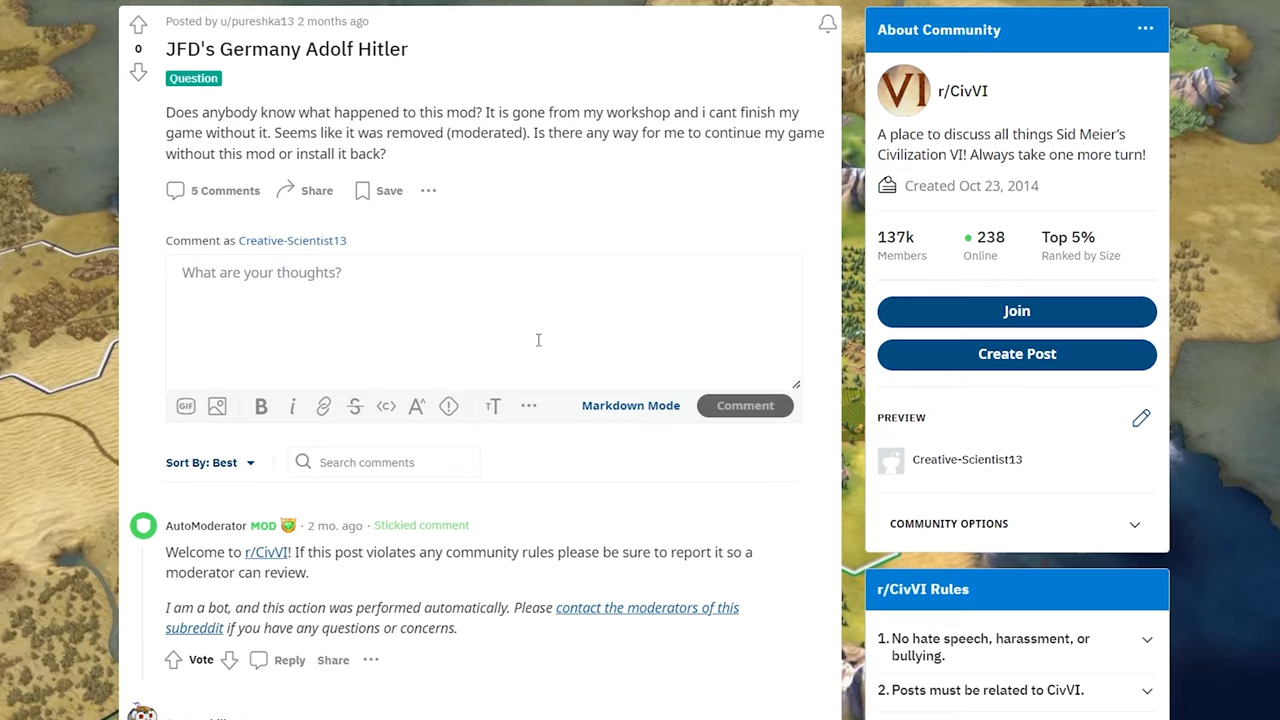 Posted by u/pureshka13 2 months ago
0
JFD's Germany Adolf Hitler
Question
Does anybody know what happened to this mod? It is gone from my workshop and i cant finish my
game without it. Seems like it was removed (moderated). Is there any way for me to continue my game
without this mod or install it back?
5 Comments Share Save
Comment as Creative-Scientist13
What are your thoughts?
GIF B i <c> A TT Markdown Mode Comment
Sort By: Best Search comments
AutoModerator MOD · 2 mo. ago · Stickied comment
Welcome to r/CivVI! If this post violates any community rules please be sure to report it so a
moderator can review.
I am a bot, and this action was performed automatically. Please contact the moderators of this
subreddit if you have any questions or concerns.
Vote Reply Share
About Community
VI r/CivVI
A place to discuss all things Sid Meier's
Civilization VI! Always take one more turn!
Created Oct 23, 2014
137k 238 Top 5%
Members Online Ranked by Size
Join
Create Post
PREVIEW
Creative-Scientist13
COMMUNITY OPTIONS
r/CivVI Rules
1. No hate speech, harassment, or
bullying.
2. Posts must be related to CivVI.